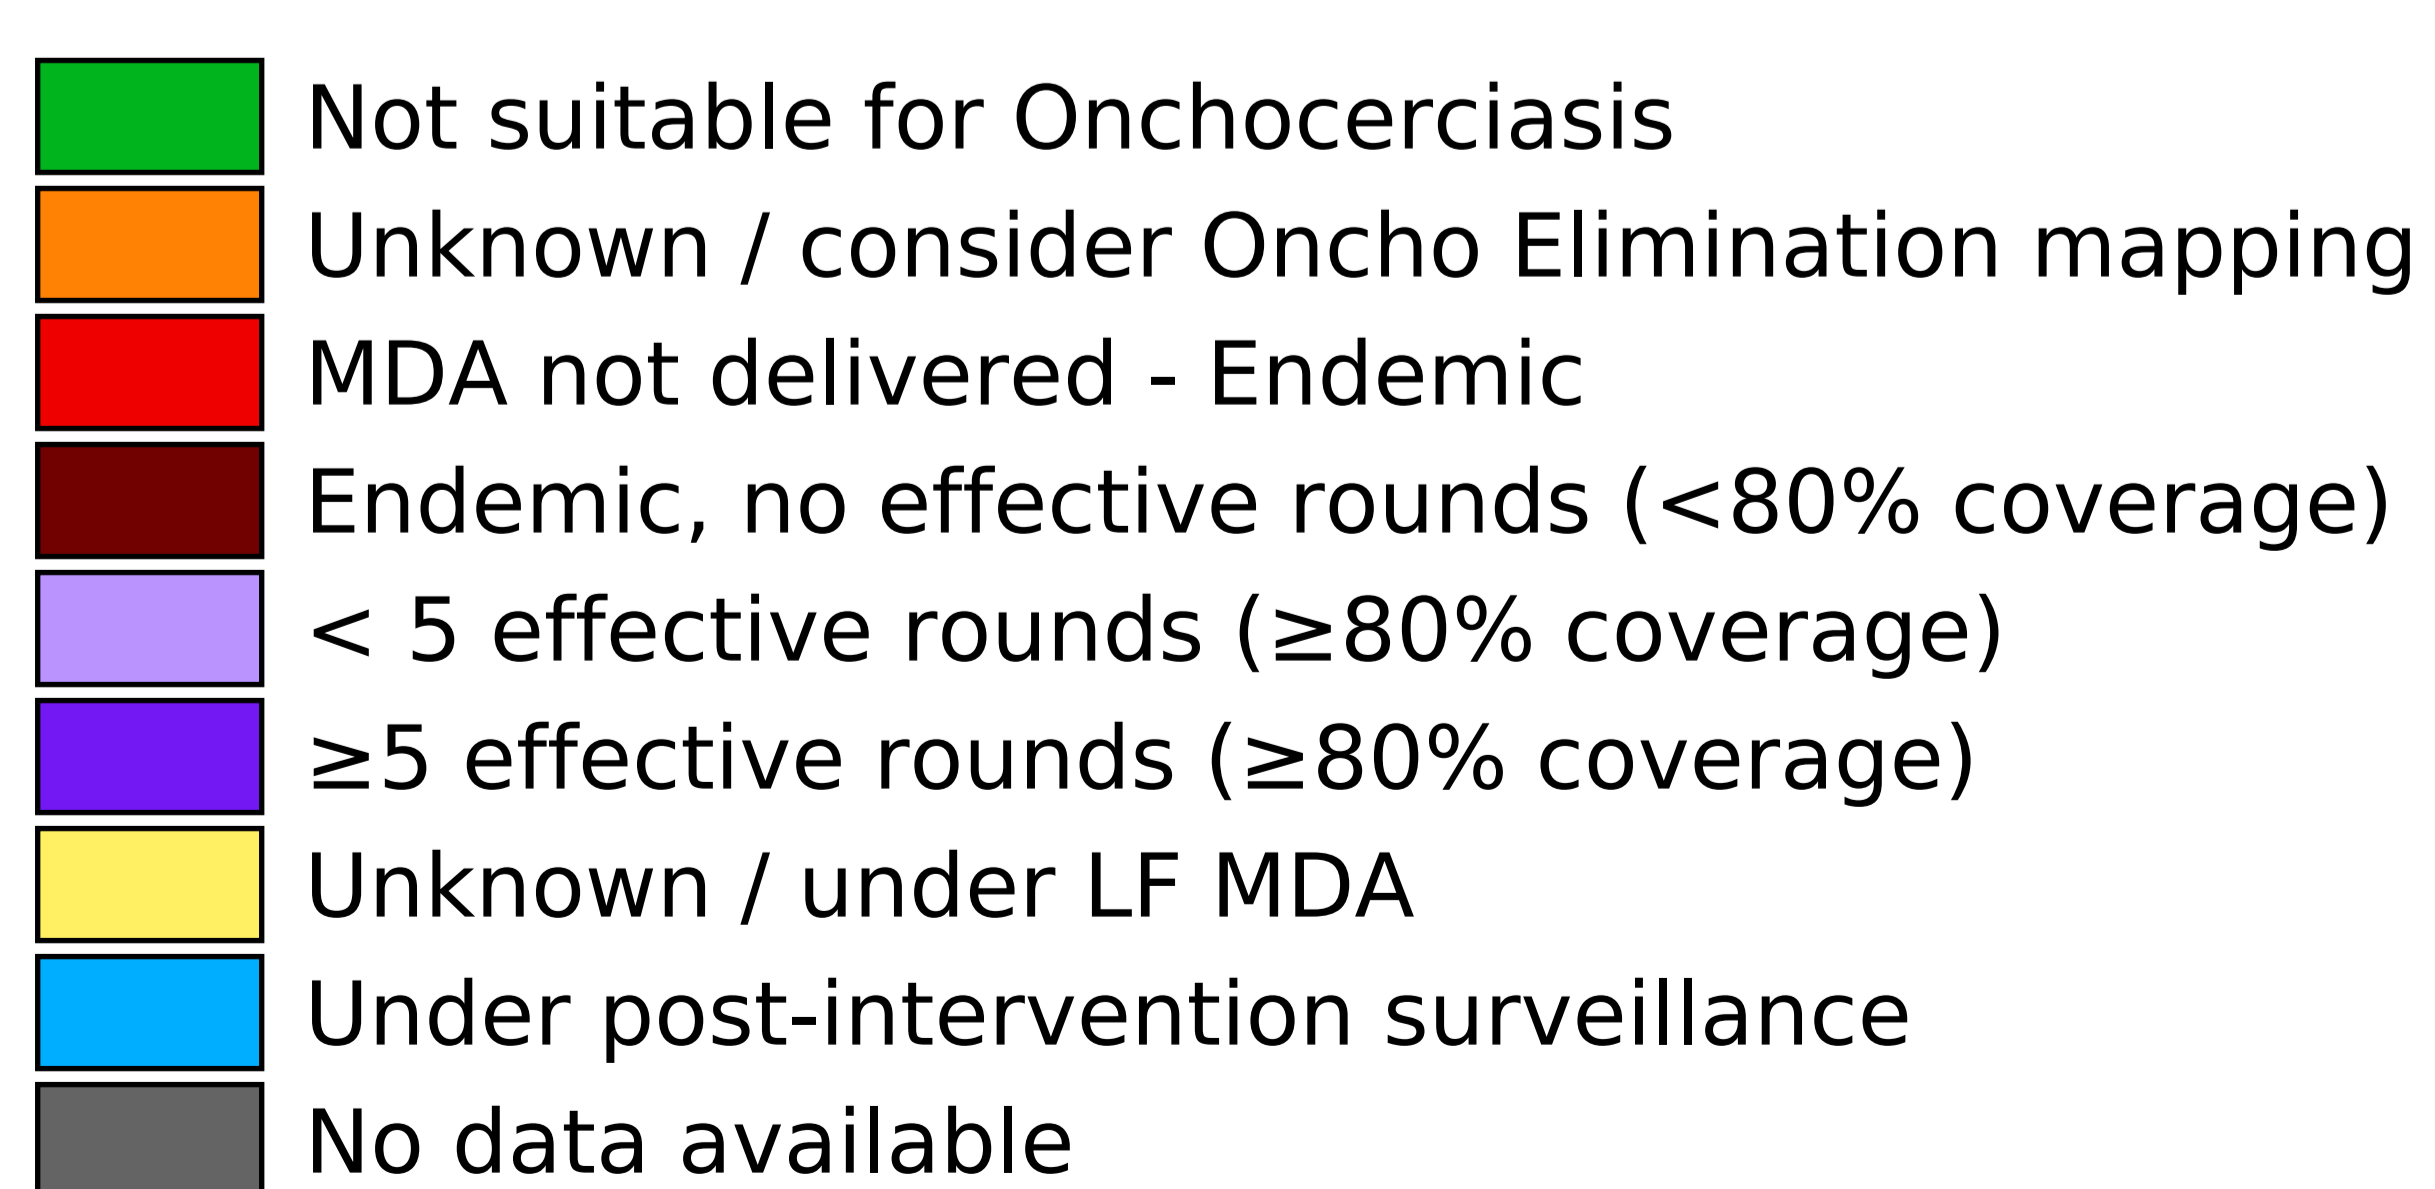 Not suitable for Onchocerciasis
Unknown / consider Oncho Elimination mapping
MDA not delivered - Endemic
Endemic, no effective rounds (<80% coverage)
< 5 effective rounds (≥80% coverage)
≥5 effective rounds (≥80% coverage)
Unknown / under LF MDA
Under post-intervention surveillance
No data available